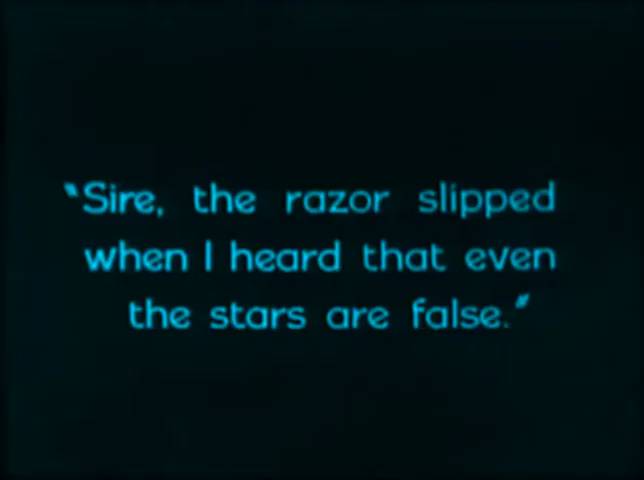 "Sire, the razor slipped
when I heard that even
the stars are false."